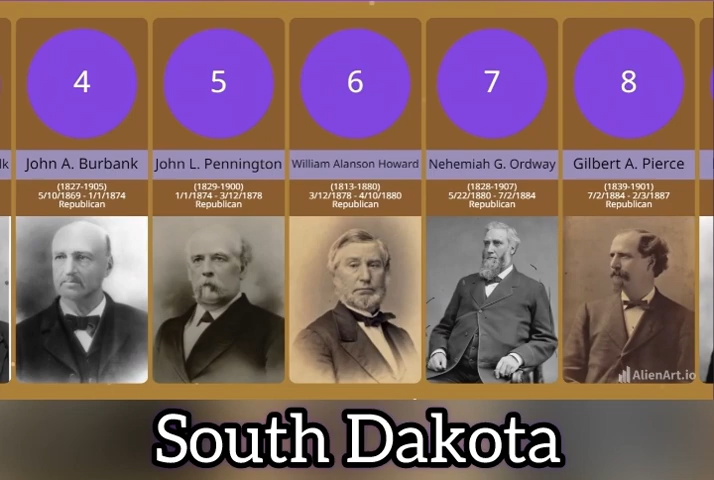 4
5
6
7
8
lk
John A. Burbank
John L. Pennington
William Alanson Howard
Nehemiah G. Ordway
Gilbert A. Pierce
(1827-1905)
5/10/1869 - 1/1/1874
Republican
(1829-1900)
1/1/1874 - 3/12/1878
Republican
(1813-1880)
3/12/1878 - 4/10/1880
Republican
(1828-1907)
5/22/1880 - 7/2/1884
Republican
(1839-1901)
7/2/1884 - 2/3/1887
Republican
AlienArt.io
South Dakota